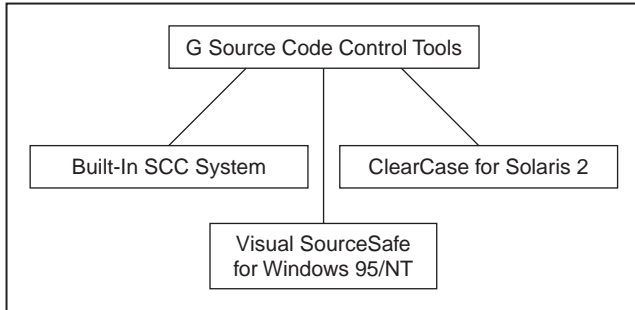 G Source Code Control Tools
Built-In SCC System
ClearCase for Solaris 2
Visual SourceSafe
for Windows 95/NT